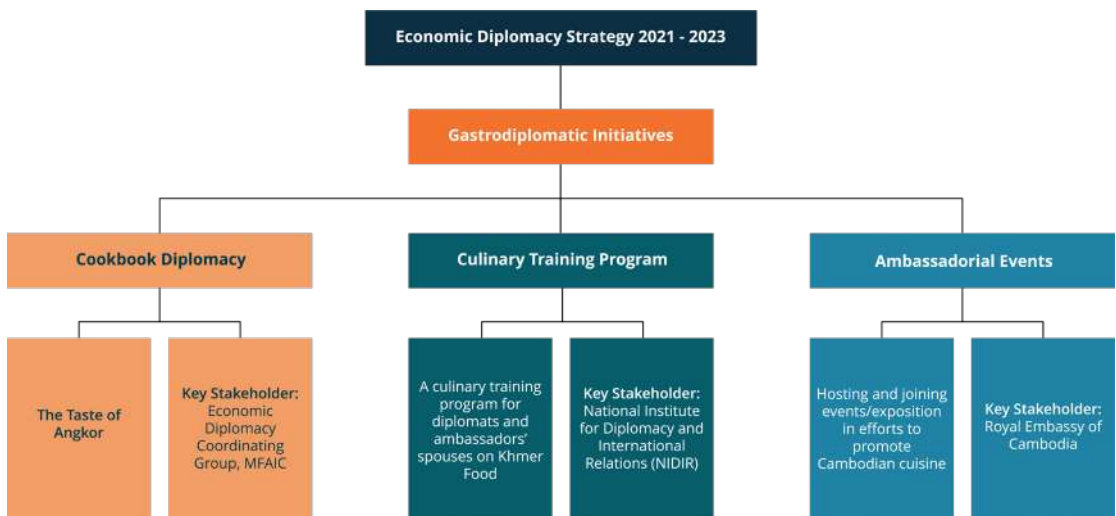 Economic Diplomacy Strategy 2021 - 2023
Gastrodiplomatic Initiatives
Cookbook Diplomacy
The Taste of
Angkor
Key Stakeholder:
Economic
Diplomacy
Coordinating
Group, MFAIC
Culinary Training Program
A culinary training
program for
diplomats and
ambassadors’
spouses on Khmer
Food
Key Stakeholder:
National Institute
for Diplomacy and
International
Relations (NIDIR)
Ambassadorial Events
Hosting and joining
events/exposition
in efforts to
promote
Cambodian cuisine
Key Stakeholder:
Royal Embassy of
Cambodia